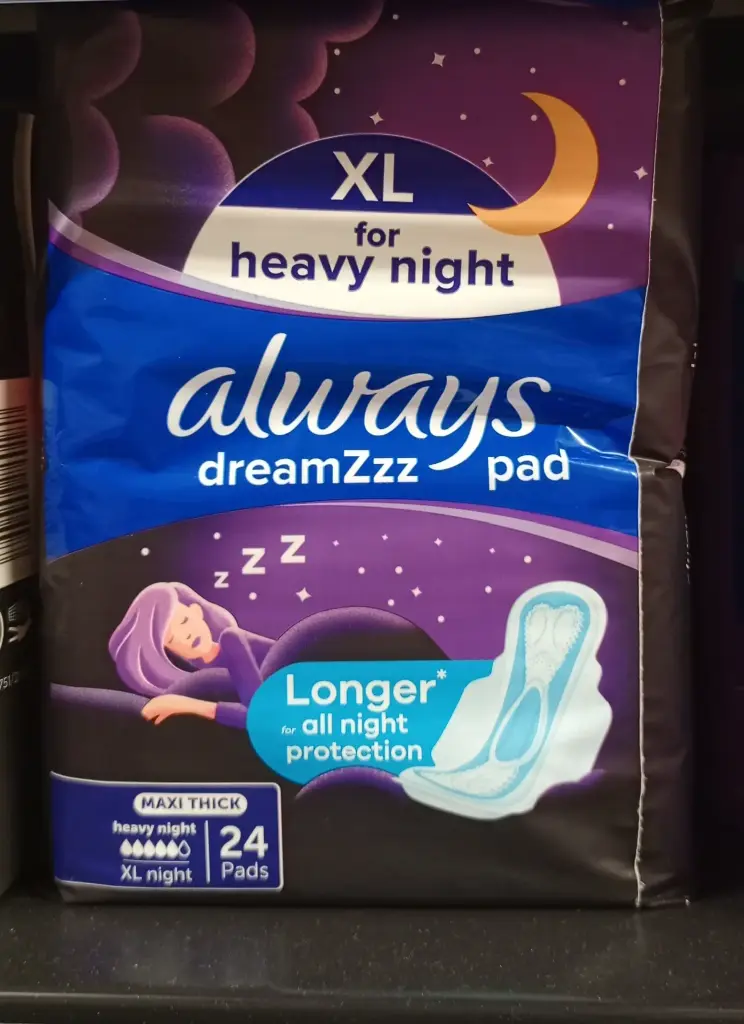 XL
for
heavy night
always
dreamZzz pad
z z z
Longer*
for all night
protection
MAXI THICK
heavy night
XL night
24
Pads